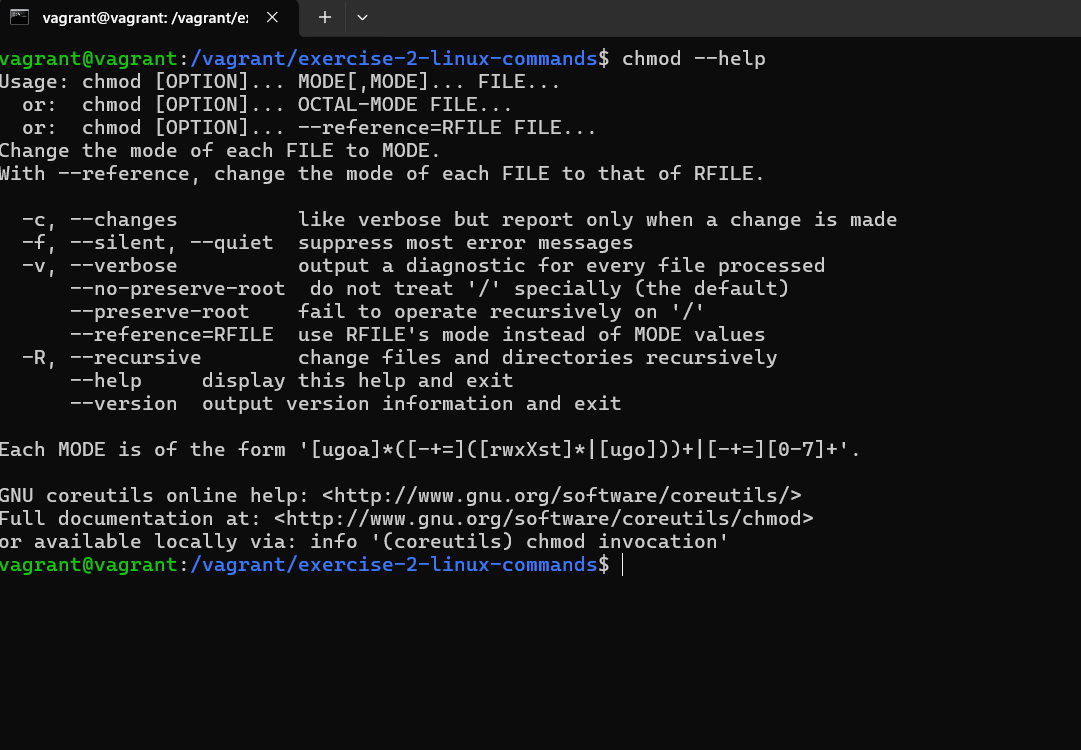 vagrant@vagrant: /vagrant/e
vagrant@vagrant:/vagrant/exercise-2-linux-commands$ chmod --help
Usage: chmod [OPTION]... MODE[,MODE]... FILE...
  or:  chmod [OPTION]... OCTAL-MODE FILE...
  or:  chmod [OPTION]... --reference=RFILE FILE...
Change the mode of each FILE to MODE.
With --reference, change the mode of each FILE to that of RFILE.

  -c, --changes          like verbose but report only when a change is made
  -f, --silent, --quiet  suppress most error messages
  -v, --verbose          output a diagnostic for every file processed
      --no-preserve-root  do not treat '/' specially (the default)
      --preserve-root    fail to operate recursively on '/'
      --reference=RFILE  use RFILE's mode instead of MODE values
  -R, --recursive        change files and directories recursively
      --help     display this help and exit
      --version  output version information and exit

Each MODE is of the form '[ugoa]*([-+=]([rwxXst]*|[ugo]))+|[-+=][0-7]+'.

GNU coreutils online help: <http://www.gnu.org/software/coreutils/>
Full documentation at: <http://www.gnu.org/software/coreutils/chmod>
or available locally via: info '(coreutils) chmod invocation'
vagrant@vagrant:/vagrant/exercise-2-linux-commands$